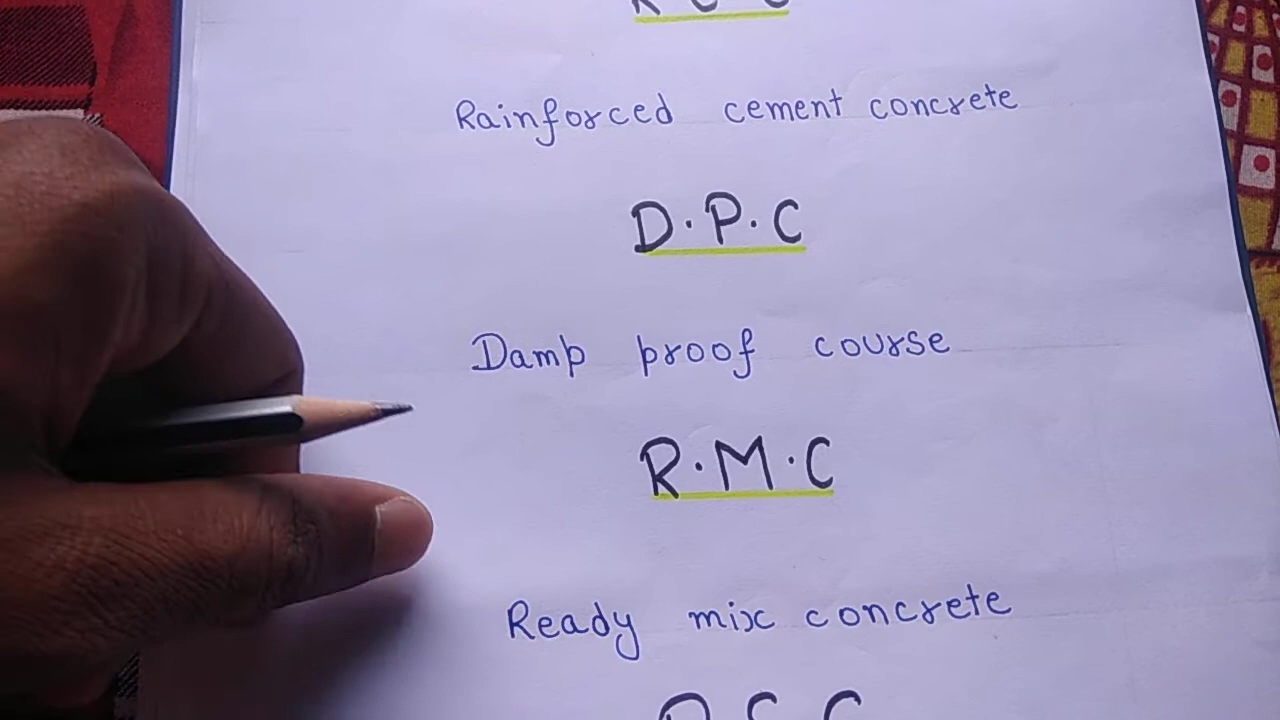 Rainforced cement concrete
D.P.C
Damp proof course
R.M.C
Ready mix concrete